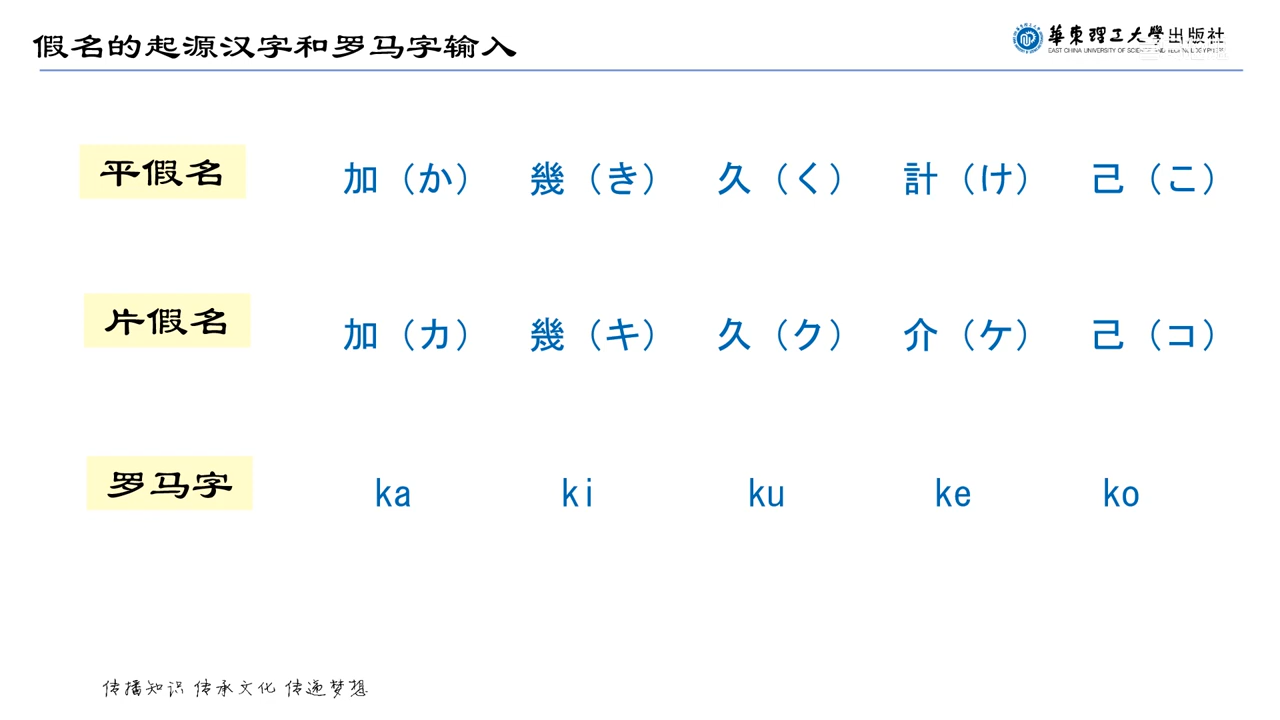 假名的起源汉字和罗马字输入
華東理工大學出版社
平假名 加（か） 幾（き） 久（く） 計（け） 己（こ）
片假名 加（カ） 幾（キ） 久（ク） 介（ケ） 己（コ）
罗马字 ka ki ku ke ko
传播知识 传承文化 传递梦想